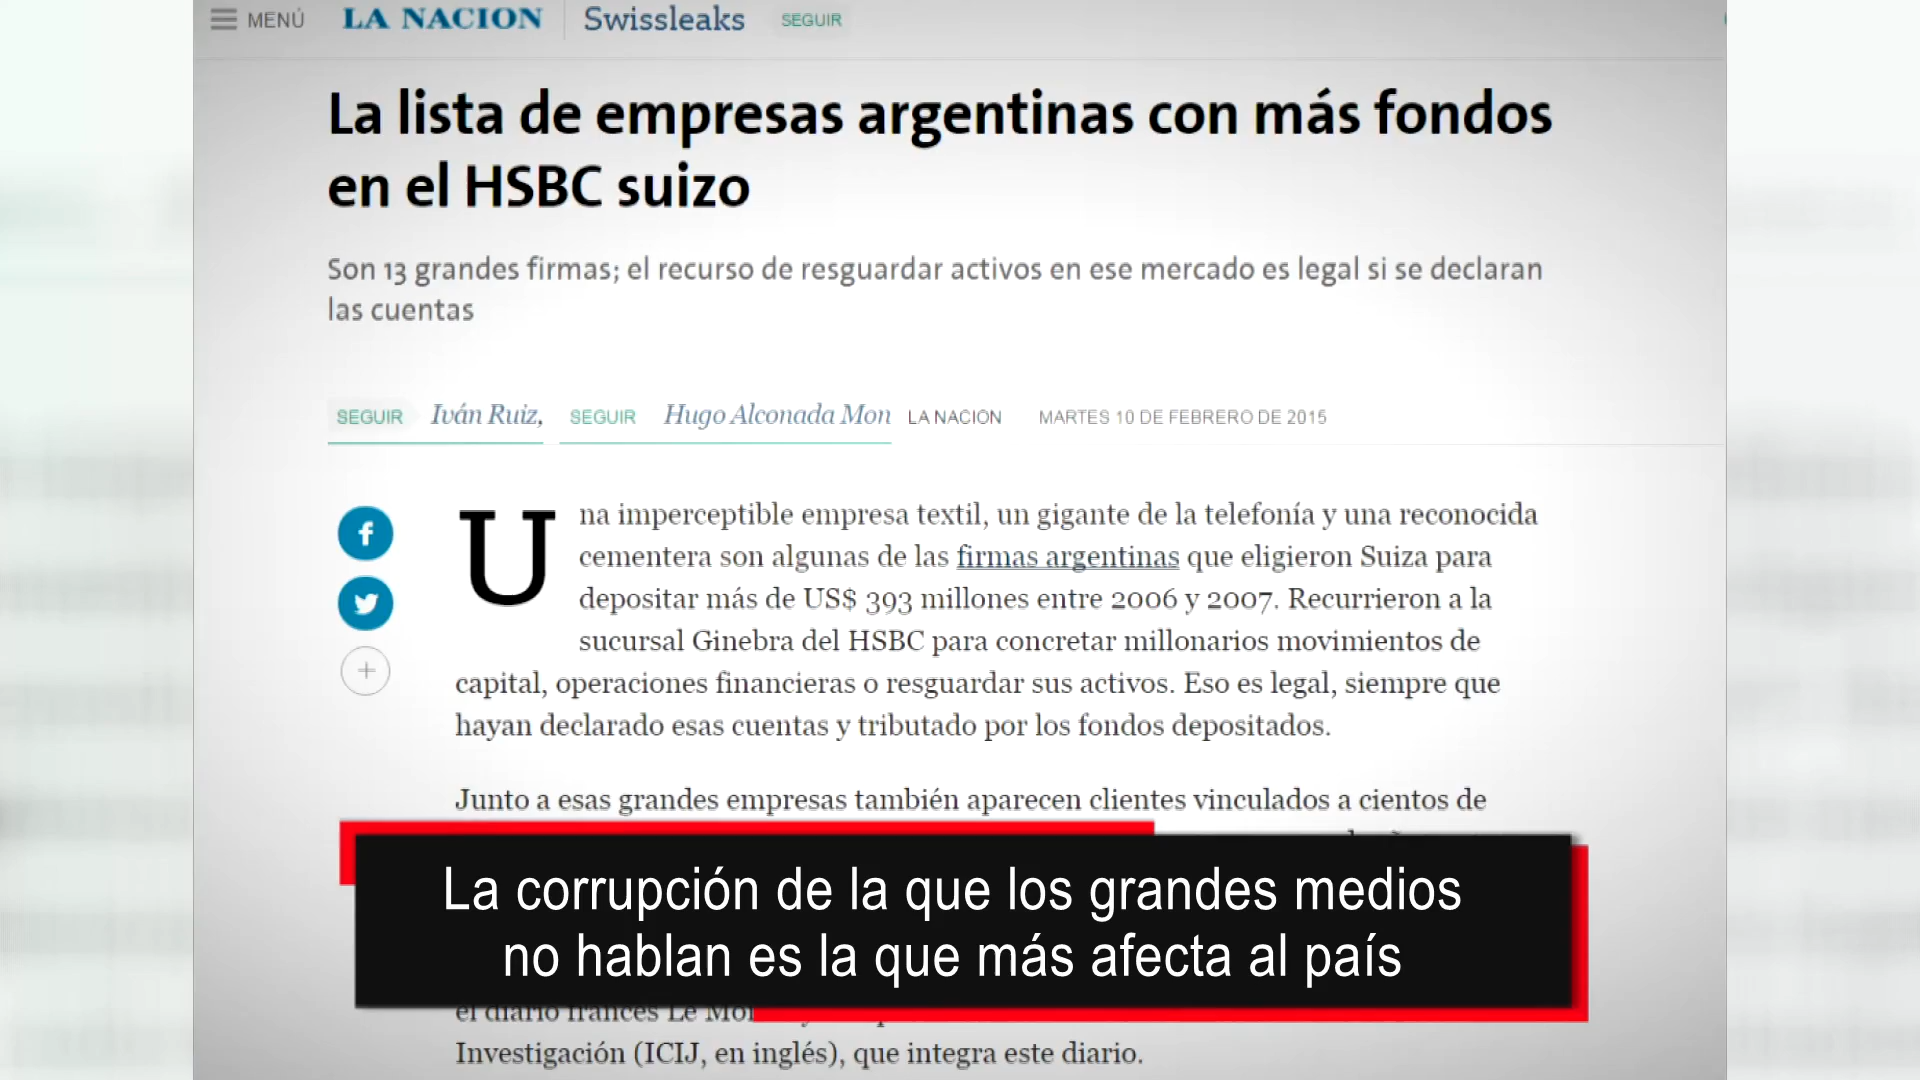 MENÚ LA NACION Swissleaks SEGUIR
La lista de empresas argentinas con más fondos
en el HSBC suizo
Son 13 grandes firmas; el recurso de resguardar activos en ese mercado es legal si se declaran
las cuentas
SEGUIR Iván Ruiz, SEGUIR Hugo Alconada Mon LA NACION MARTES 10 DE FEBRERO DE 2015
Una imperceptible empresa textil, un gigante de la telefonía y una reconocida
cementera son algunas de las firmas argentinas que eligieron Suiza para
depositar más de US$ 393 millones entre 2006 y 2007. Recurrieron a la
sucursal Ginebra del HSBC para concretar millonarios movimientos de
capital, operaciones financieras o resguardar sus activos. Eso es legal, siempre que
hayan declarado esas cuentas y tributado por los fondos depositados.
Junto a esas grandes empresas también aparecen clientes vinculados a cientos de
La corrupción de la que los grandes medios
no hablan es la que más afecta al país
el diario francés Le
Investigación (ICIJ, en inglés), que integra este diario.